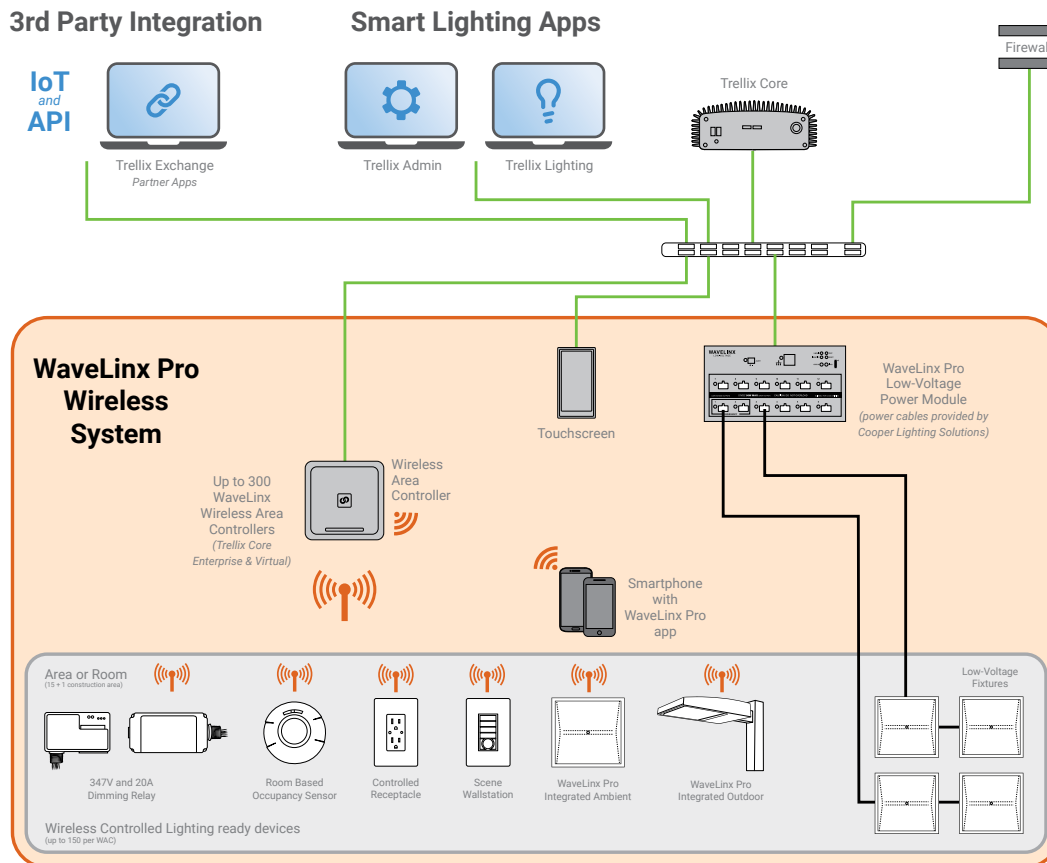 3rd Party Integration
Smart Lighting Apps
IoT
and
API
Trellix Exchange
Partner Apps
Trellix Admin
Trellix Lighting
Trellix Core
WaveLinx Pro
Wireless
System
Up to 300
WaveLinx
Wireless Area
Controllers
(Trellix Core
Enterprise & Virtual)
Wireless
Area
Controller
Touchscreen
WAVELINX
WaveLinx Pro
Low-Voltage
Power Module
(power cables provided by
Cooper Lighting Solutions)
Smartphone
with
WaveLinx Pro
app
Area or Room
(15 + 1 construction area)
Low-Voltage
Fixtures
347V and 20A
Dimming Relay
Room Based
Occupancy Sensor
Controlled
Receptacle
Scene
Wallstation
WaveLinx Pro
Integrated Ambient
WaveLinx Pro
Integrated Outdoor
Wireless Controlled Lighting ready devices
(up to 150 per WAC)